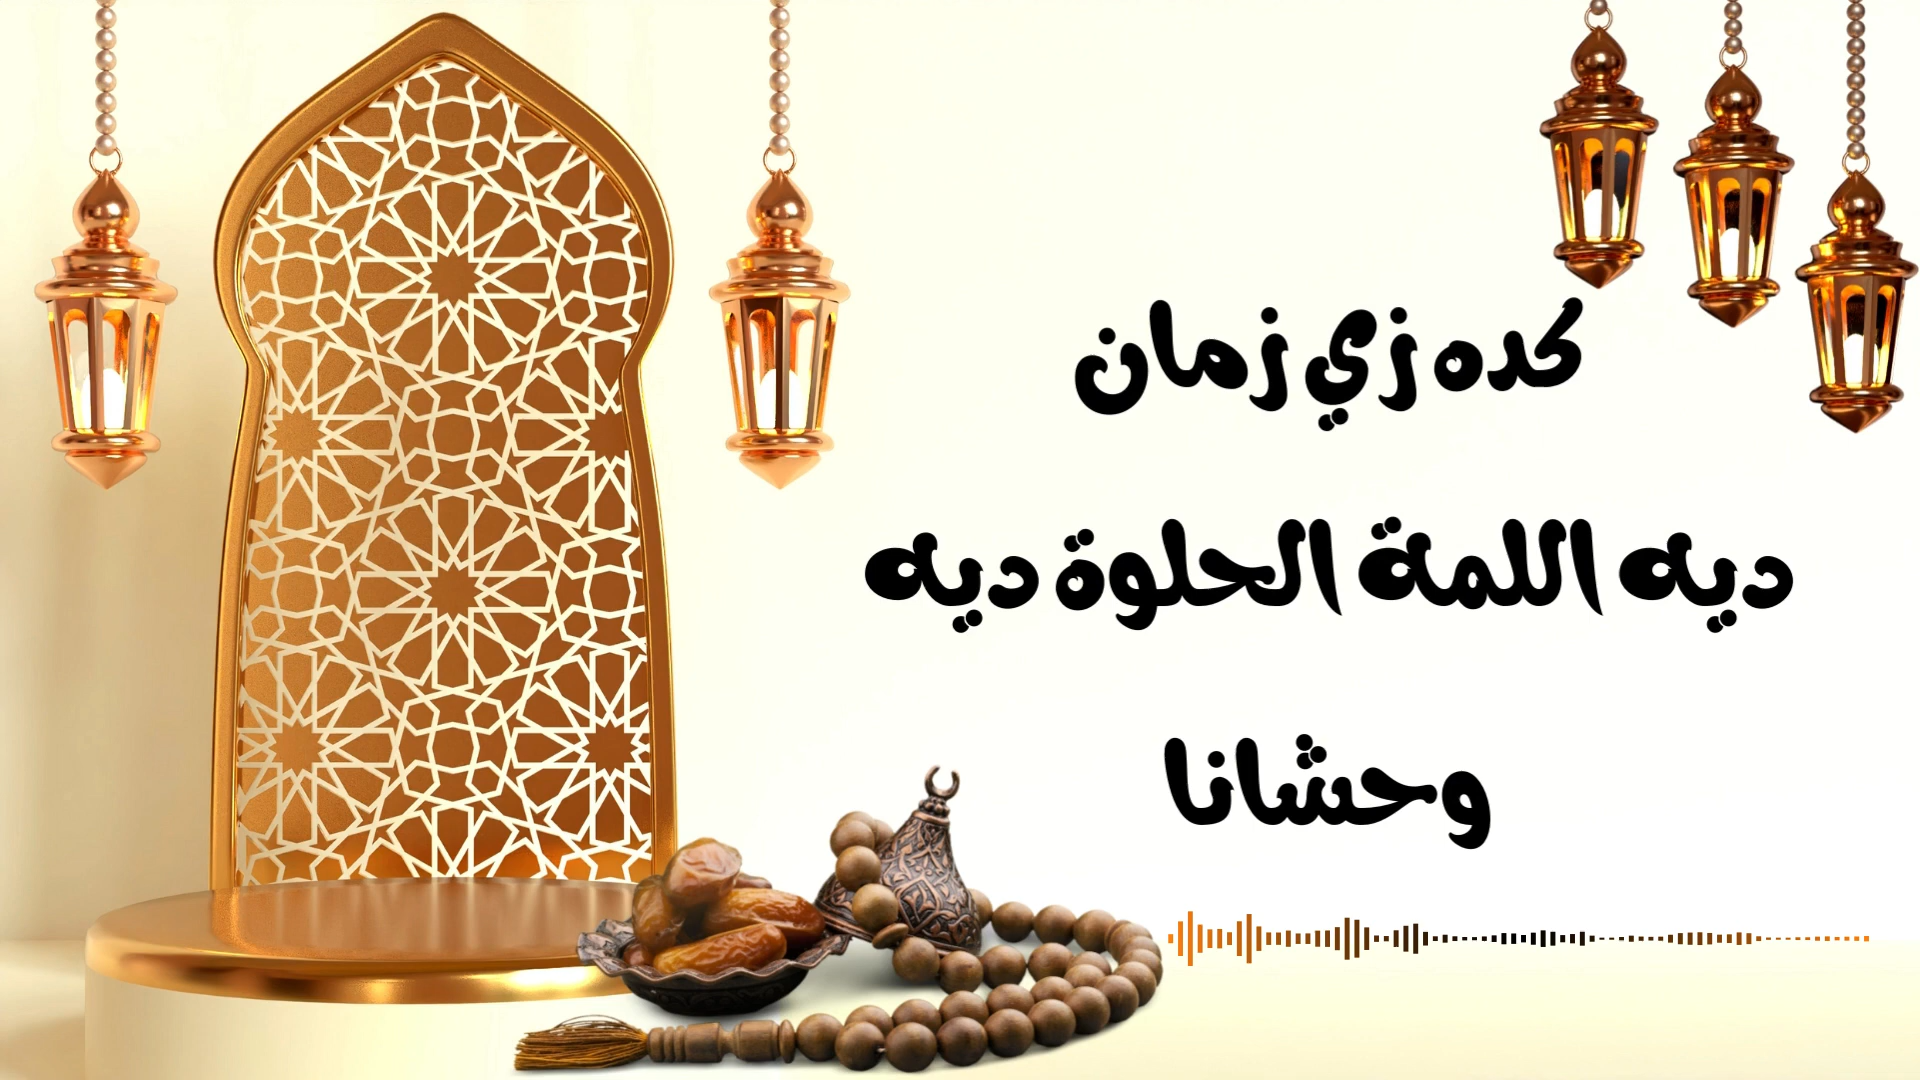 كده زي زمان
ديه اللمة الحلوة ديه
وحشانا